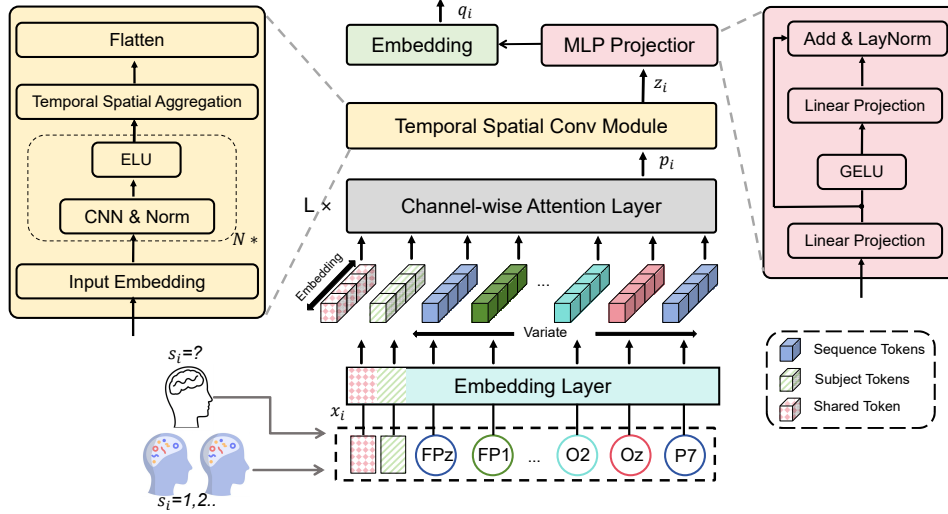 Flatten
Temporal Spatial Aggregation
ELU
CNN & Norm
N *
Input Embedding
q_i
Embedding
MLP Projectior
z_i
Temporal Spatial Conv Module
p_i
L ×
Channel-wise Attention Layer
Embedding
...
Variate
Embedding Layer
x_i
FPz
FP1
...
O2
Oz
P7
s_i=?
s_i=1,2..
Add & LayNorm
Linear Projection
GELU
Linear Projection
Sequence Tokens
Subject Tokens
Shared Token